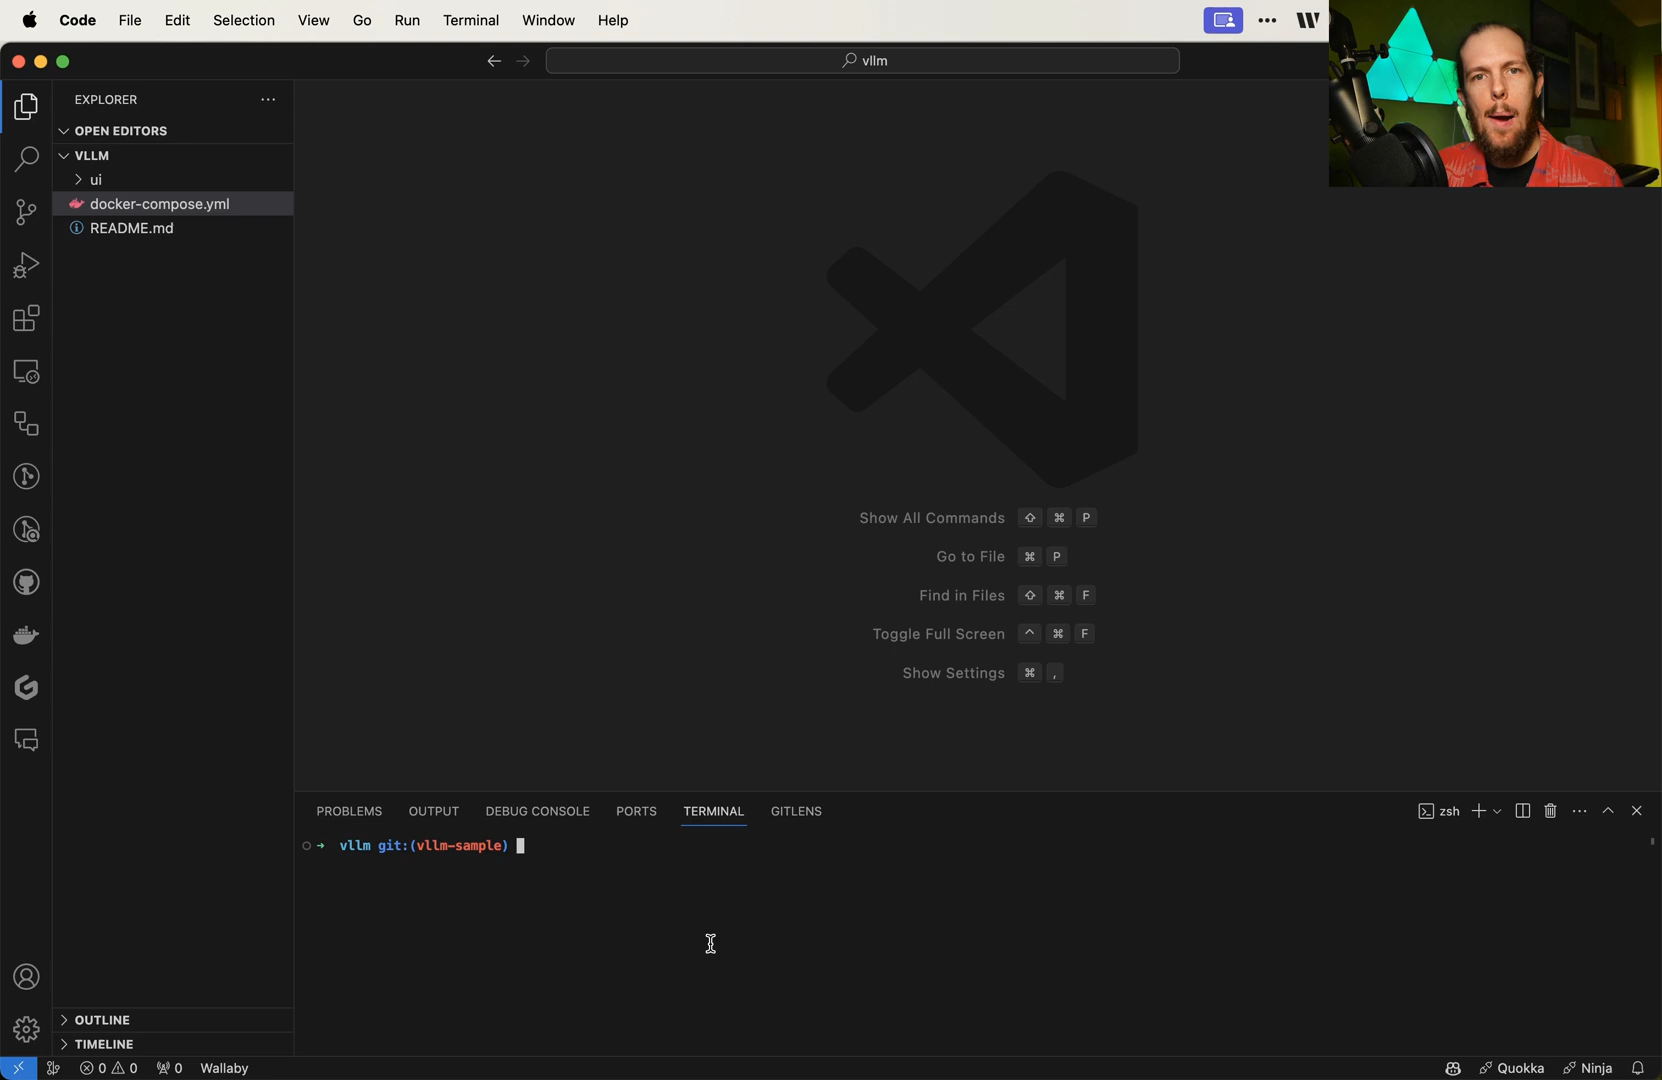 Code File Edit Selection View Go Run Terminal Window Help
vllm
EXPLORER
OPEN EDITORS
VLLM
ui
docker-compose.yml
README.md
Show All Commands ⇧ ⌘ P
Go to File ⌘ P
Find in Files ⇧ ⌘ F
Toggle Full Screen ^ ⌘ F
Show Settings ⌘ ,
PROBLEMS OUTPUT DEBUG CONSOLE PORTS TERMINAL GITLENS
zsh
→ vllm git:(vllm-sample)
OUTLINE
TIMELINE
0 0 0 Wallaby Quokka Ninja